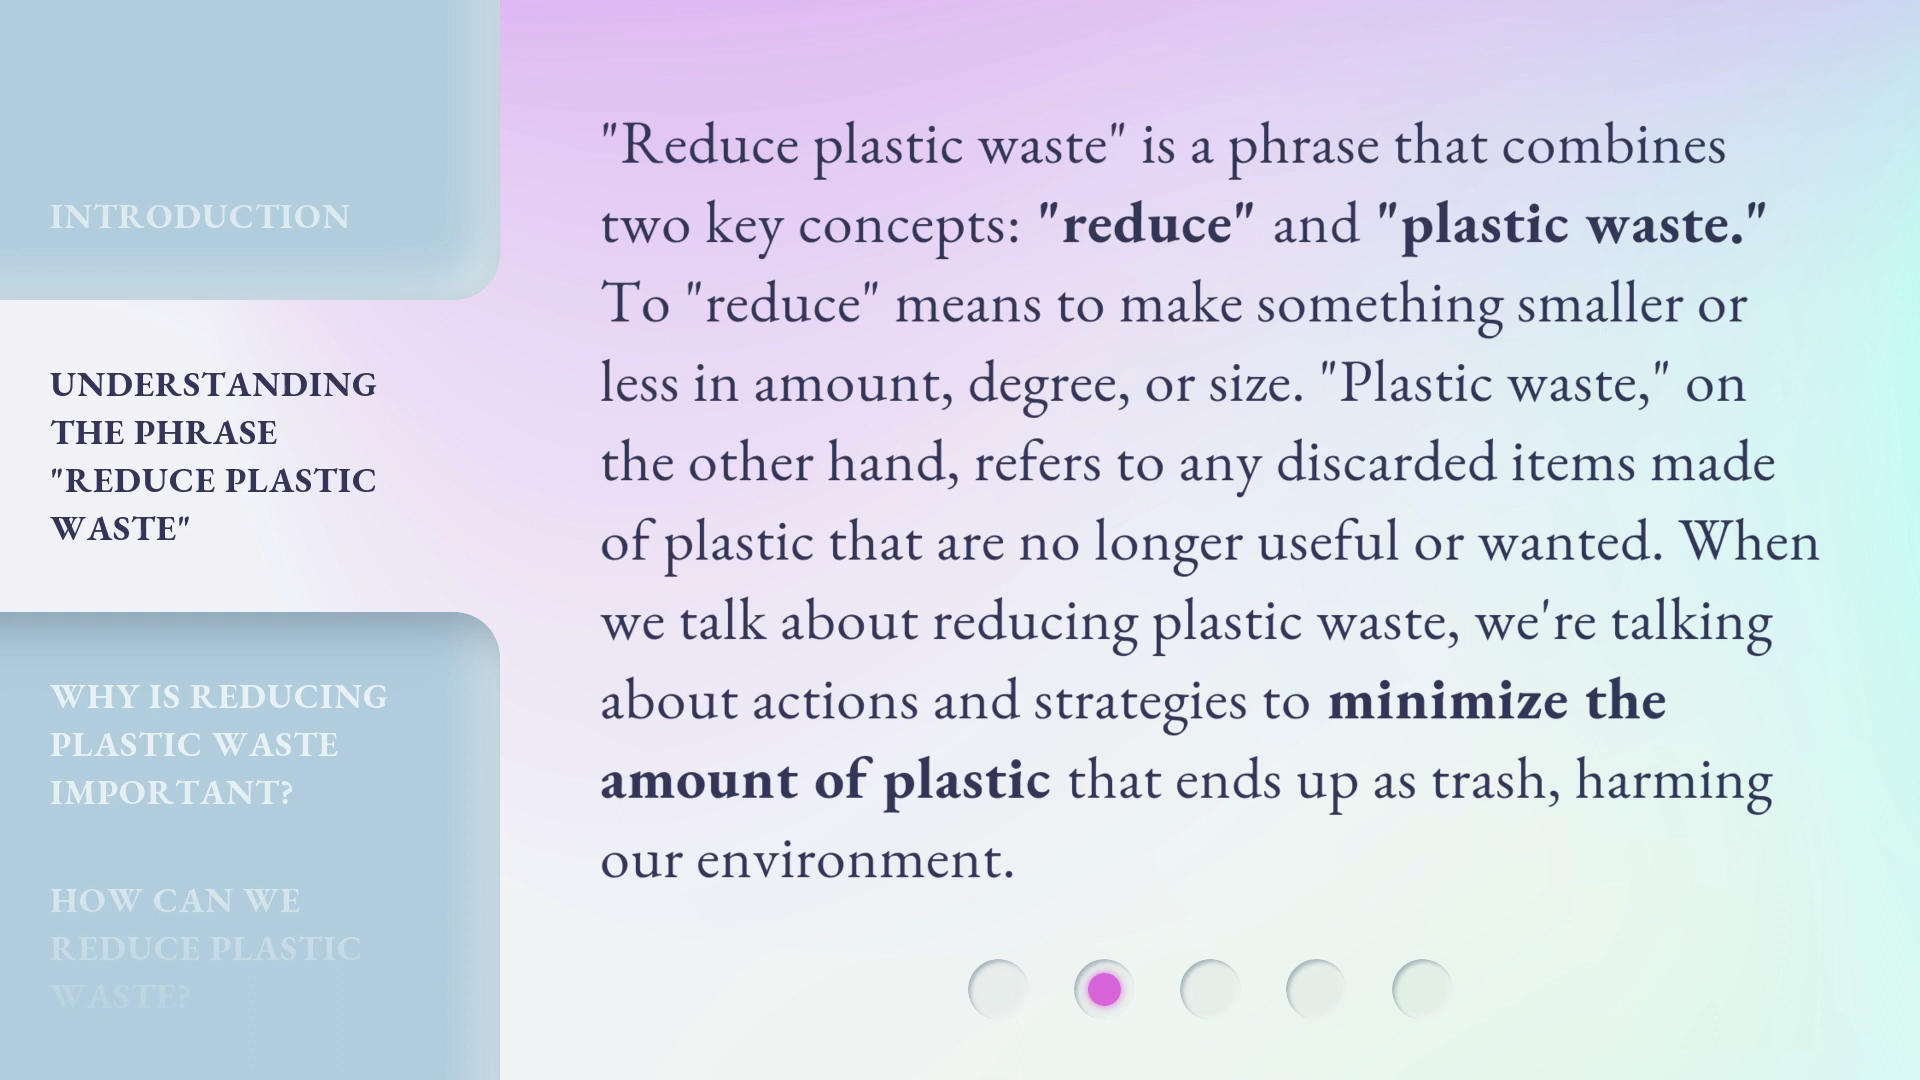 INTRODUCTION
UNDERSTANDING
THE PHRASE
"REDUCE PLASTIC
WASTE"
WHY IS REDUCING
PLASTIC WASTE
IMPORTANT?
HOW CAN WE
REDUCE PLASTIC
WASTE?
"Reduce plastic waste" is a phrase that combines
two key concepts: "reduce" and "plastic waste."
To "reduce" means to make something smaller or
less in amount, degree, or size. "Plastic waste," on
the other hand, refers to any discarded items made
of plastic that are no longer useful or wanted. When
we talk about reducing plastic waste, we're talking
about actions and strategies to minimize the
amount of plastic that ends up as trash, harming
our environment.